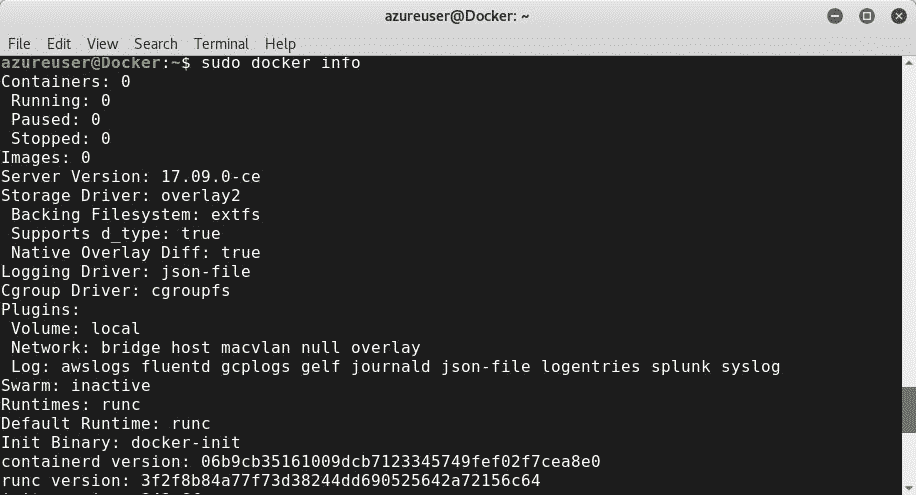 azureuser@Docker: ~
File Edit View Search Terminal Help
azureuser@Docker:~$ sudo docker info
Containers: 0
 Running: 0
 Paused: 0
 Stopped: 0
Images: 0
Server Version: 17.09.0-ce
Storage Driver: overlay2
 Backing Filesystem: extfs
 Supports d_type: true
 Native Overlay Diff: true
Logging Driver: json-file
Cgroup Driver: cgroupfs
Plugins:
 Volume: local
 Network: bridge host macvlan null overlay
 Log: awslogs fluentd gcplogs gelf journald json-file logentries splunk syslog
Swarm: inactive
Runtimes: runc
Default Runtime: runc
Init Binary: docker-init
containerd version: 06b9cb35161009dcb7123345749fef02f7cea8e0
runc version: 3f2f8b84a77f73d38244dd690525642a72156c64